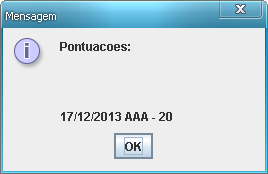 Mensagem
Pontuacoes:
17/12/2013 AAA - 20
OK